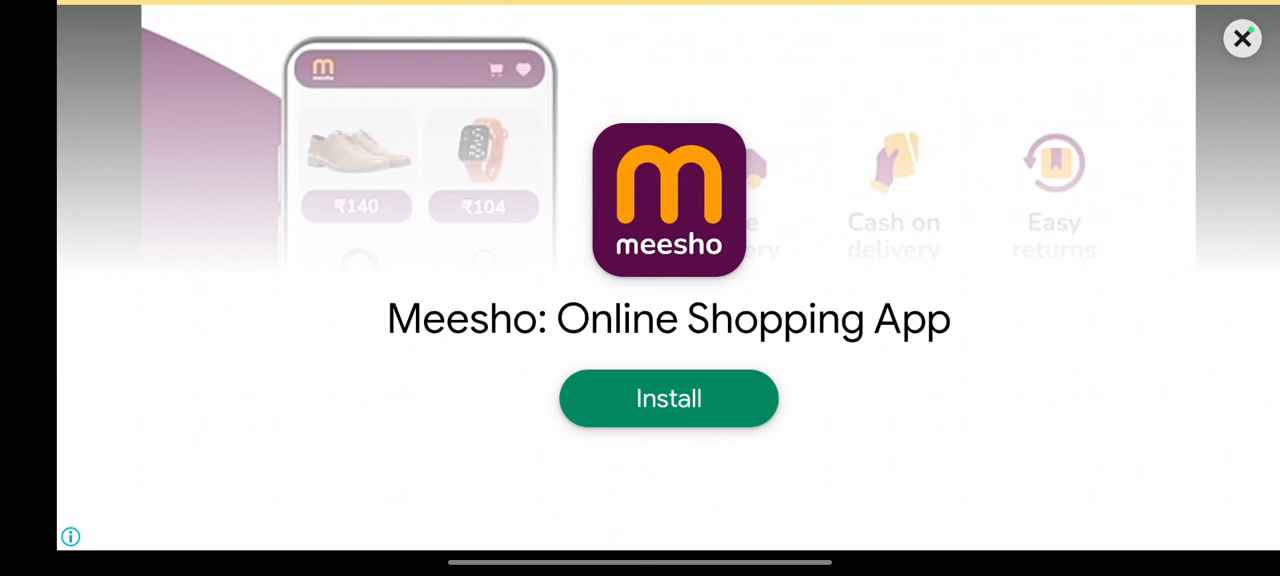 meesho
₹140
₹104
Cash on
delivery
Easy
returns
meesho
Meesho: Online Shopping App
Install